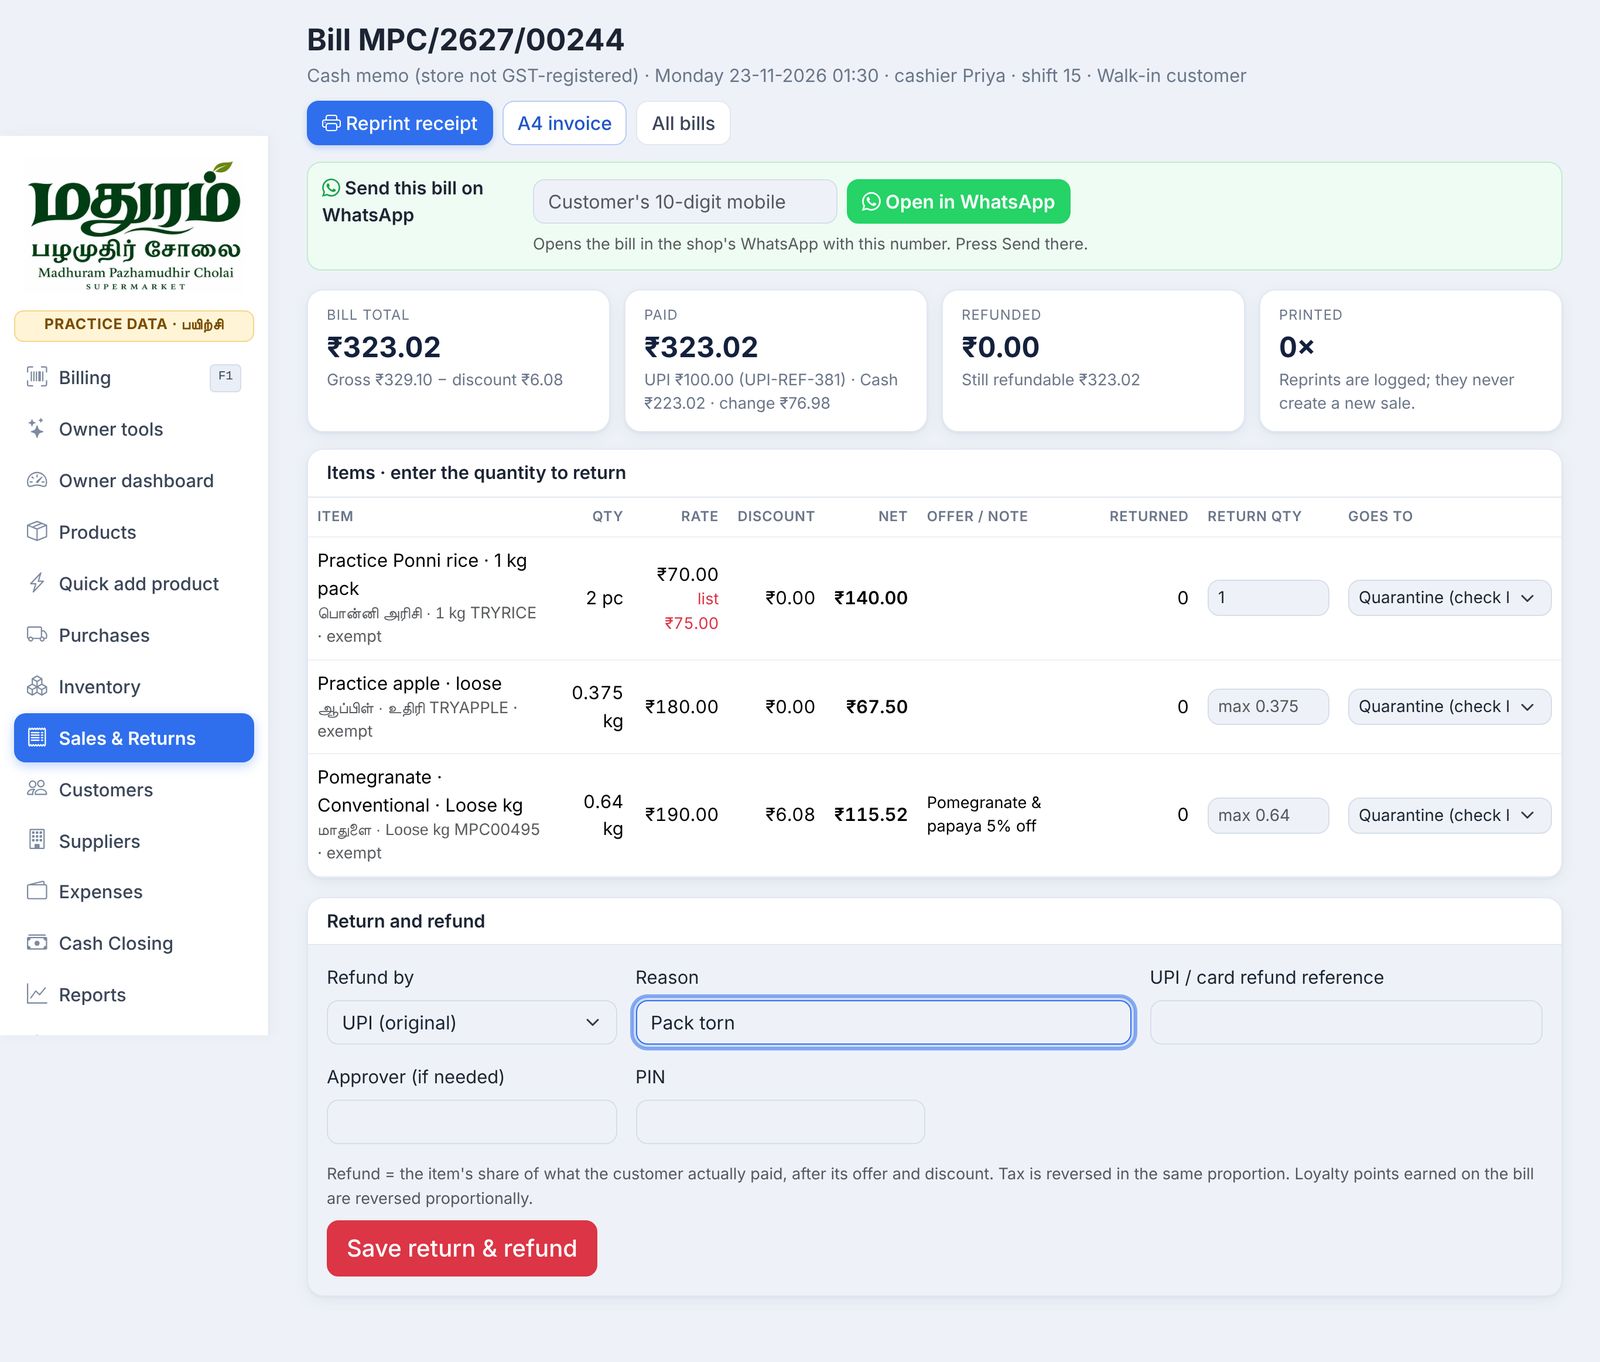 Bill MPC/2627/00244
Cash memo (store not GST-registered) · Monday 23-11-2026 01:30 · cashier Priya · shift 15 · Walk-in customer
Reprint receipt
A4 invoice
All bills
Send this bill on
WhatsApp
Customer's 10-digit mobile
Open in WhatsApp
Opens the bill in the shop's WhatsApp with this number. Press Send there.
மதுரம்
பழமுதிர் சோலை
Madhuram Pazhamudhir Cholai
SUPERMARKET
PRACTICE DATA · பயிற்சி
Billing F1
Owner tools
Owner dashboard
Products
Quick add product
Purchases
Inventory
Sales & Returns
Customers
Suppliers
Expenses
Cash Closing
Reports
BILL TOTAL
₹323.02
Gross ₹329.10 − discount ₹6.08
PAID
₹323.02
UPI ₹100.00 (UPI-REF-381) · Cash
₹223.02 · change ₹76.98
REFUNDED
₹0.00
Still refundable ₹323.02
PRINTED
0×
Reprints are logged; they never
create a new sale.
Items · enter the quantity to return
ITEM QTY RATE DISCOUNT NET OFFER / NOTE RETURNED RETURN QTY GOES TO
Practice Ponni rice · 1 kg
pack
பொன்னி அரிசி · 1 kg TRYRICE
· exempt
2 pc
₹70.00
list
₹75.00
₹0.00
₹140.00
0
1
Quarantine (check I
Practice apple · loose
ஆப்பிள் · உதிரி TRYAPPLE ·
exempt
0.375
kg
₹180.00
₹0.00
₹67.50
0
max 0.375
Quarantine (check I
Pomegranate ·
Conventional · Loose kg
மாதுளை · Loose kg MPC00495
· exempt
0.64
kg
₹190.00
₹6.08
₹115.52
Pomegranate &
papaya 5% off
0
max 0.64
Quarantine (check I
Return and refund
Refund by
UPI (original)
Reason
Pack torn
UPI / card refund reference
Approver (if needed)
PIN
Refund = the item's share of what the customer actually paid, after its offer and discount. Tax is reversed in the same proportion. Loyalty points earned on the bill
are reversed proportionally.
Save return & refund